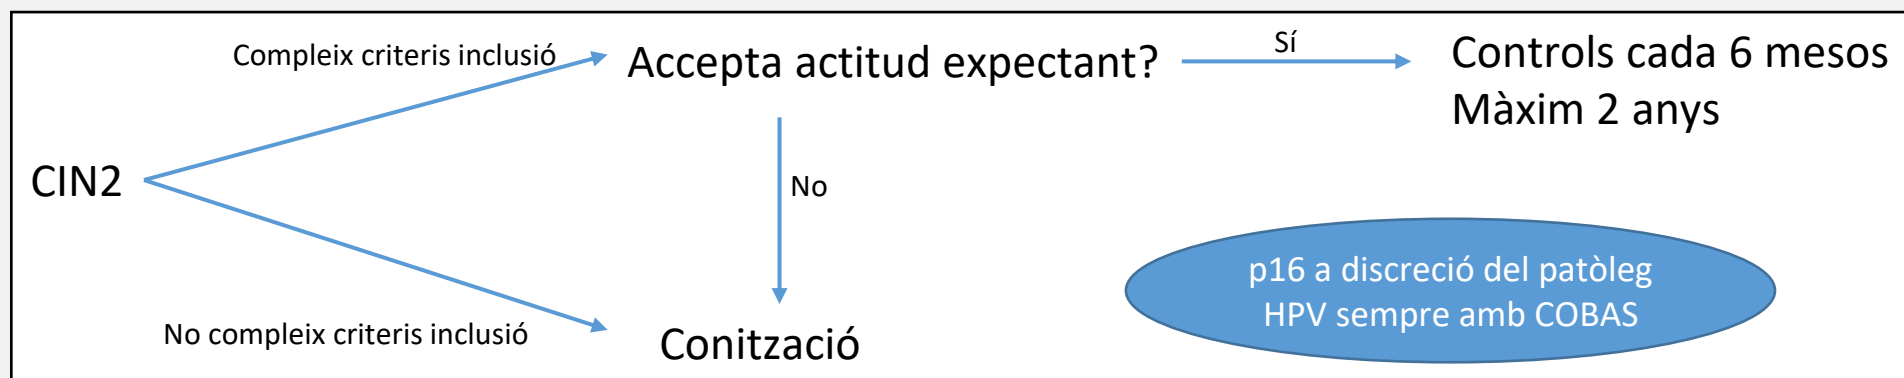 Compleix criteris inclusió
Accepta actitud expectant?
Sí
Controls cada 6 mesos
Màxim 2 anys
CIN2
No
p16 a discreció del patòleg
HPV sempre amb COBAS
No compleix criteris inclusió
Conització